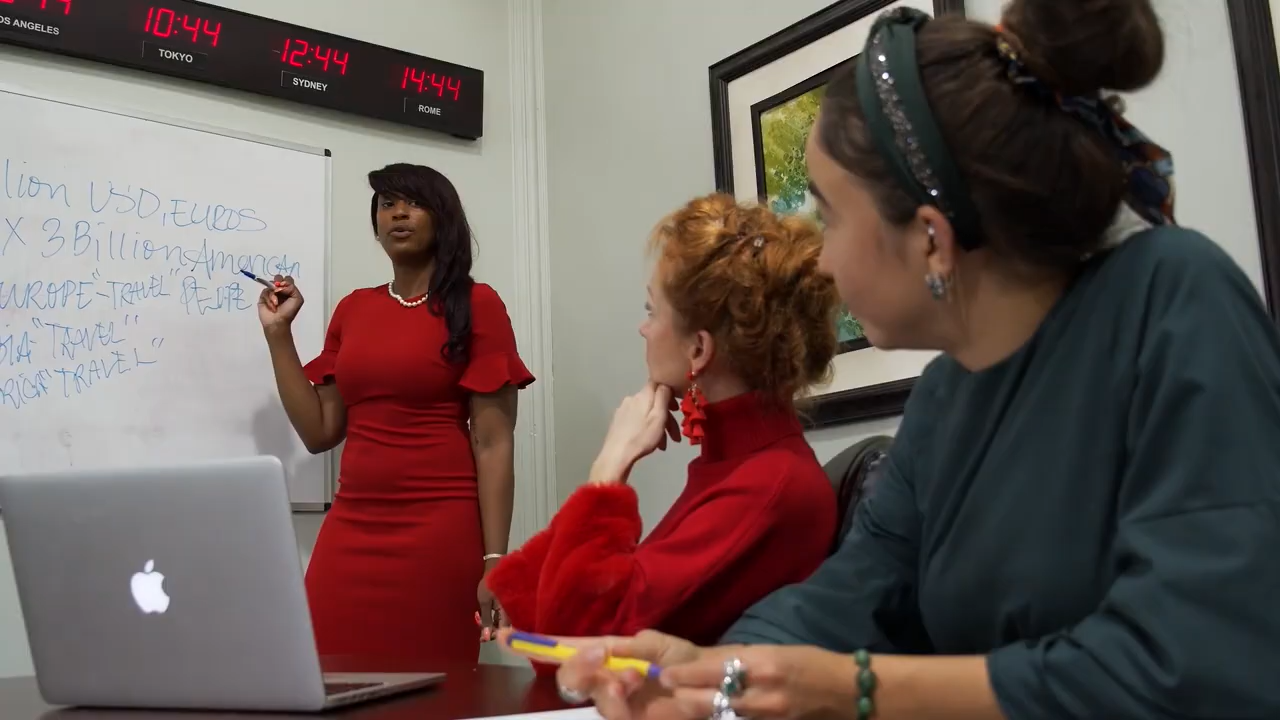 10:44
12:44
14:44
OS ANGELES
TOKYO
SYDNEY
ROME
lion USD, EUROS
X 3 Billion American
UROPE "TRAVEL"
"TRAVEL"
RICA "TRAVEL"